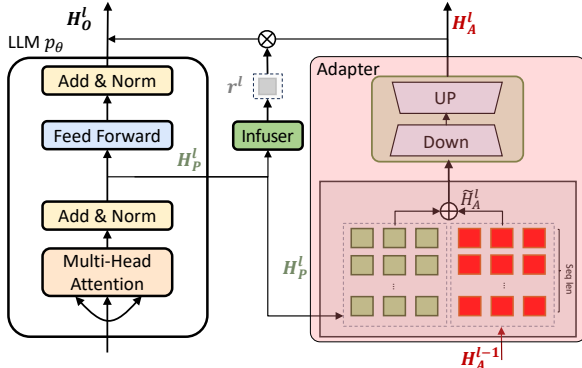 H_O^l
H_A^l
LLM p_θ
Adapter
Add & Norm
r^l
UP
Feed Forward
Infuser
Down
H_P^l
H̃_A^l
Add & Norm
Multi-Head
Attention
H_P^l
...
...
Seq len
H_A^{l-1}